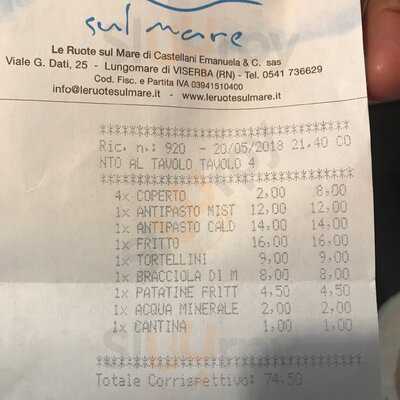 sul mare
Le Ruote sul Mare di Castellani Emanuela & C. sas
Viale G. Dati, 25 - Lungomare di VISERBA (RN) - Tel. 0541 736629
Cod. Fisc. e Partita IVA 03941510400
info@leruotesulmare.it - www.leruotesulmare.it
************************************
Ric. n.: 920 - 20/05/2018 21,40 CO
NTO AL TAVOLO TAVOLO 4
************************************
4x COPERTO 2,00 8,00
1x ANTIPASTO MIST 12,00 12,00
1x ANTIPASTO CALD 14,00 14,00
1x FRITTO 16,00 16,00
1x TORTELLINI 9,00 9,00
1x BRACCIOLA DI M 8,00 8,00
1x PATATINE FRITT 4,50 4,50
1x ACQUA MINERALE 2,00 2,00
1x CANTINA 1,00 1,00
************************************
Totale Corrispettivo: 74,50